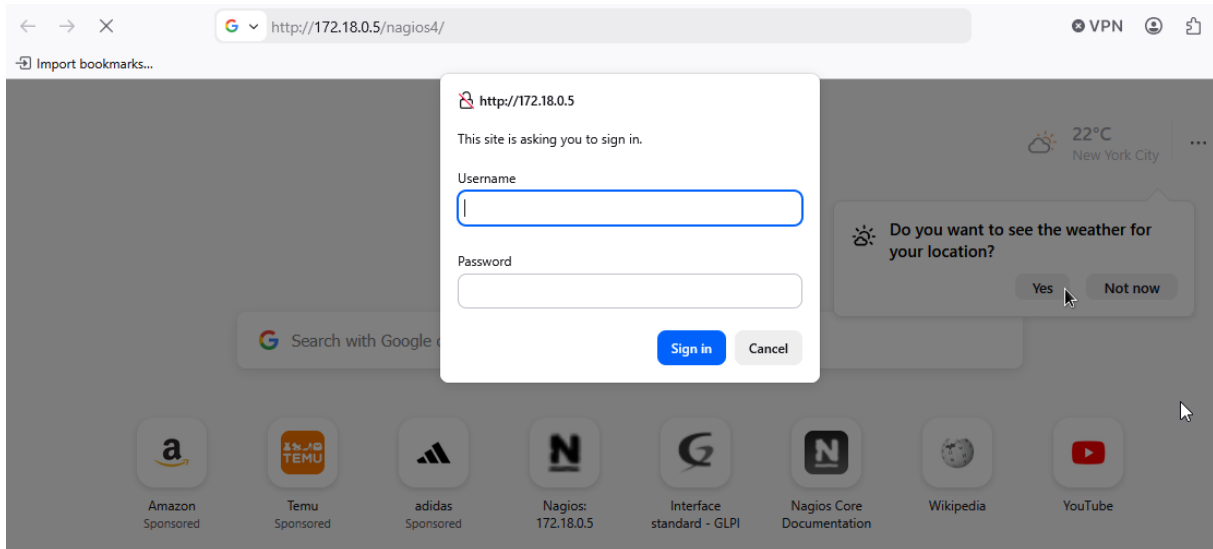 http://172.18.0.5/nagios4/
VPN
Import bookmarks...
http://172.18.0.5
This site is asking you to sign in.
Username
Password
Sign in
Cancel
22°C
New York City
Do you want to see the weather for
your location?
Yes
Not now
Search with Google
a
TEMU
N
N
Amazon
Sponsored
Temu
Sponsored
adidas
Sponsored
Nagios:
172.18.0.5
Interface
standard - GLPI
Nagios Core
Documentation
Wikipedia
YouTube